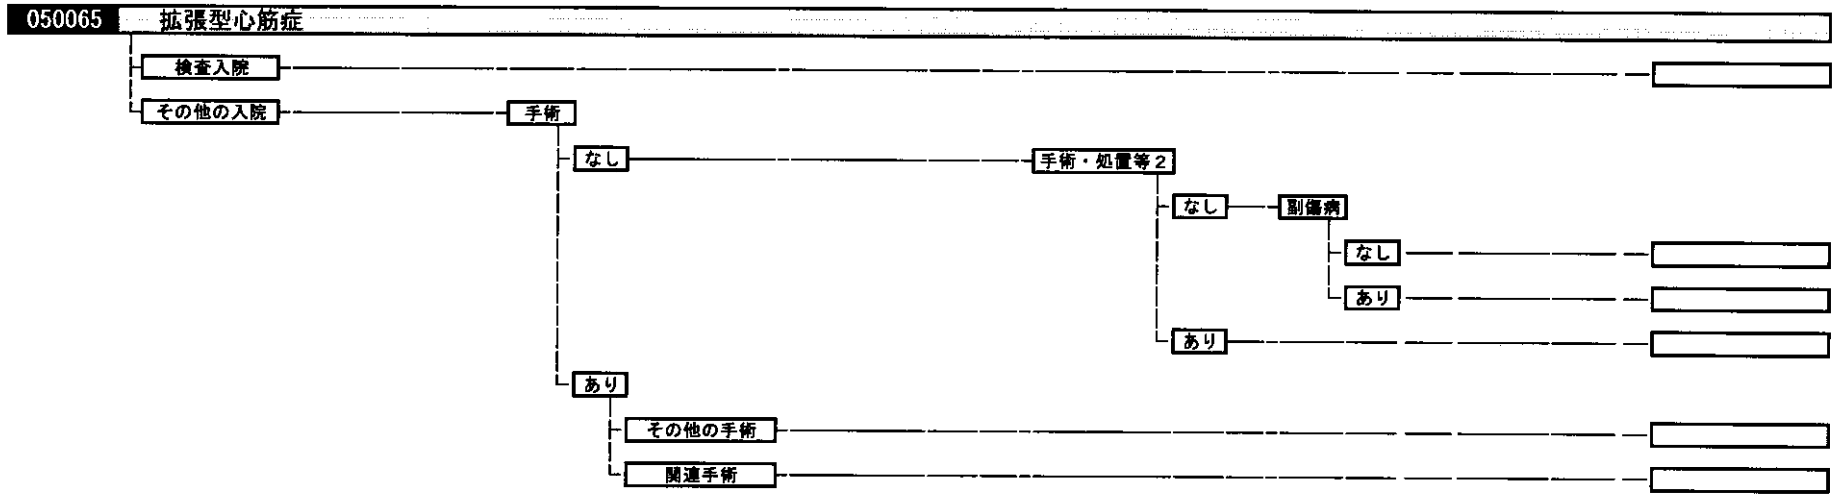 050065 拡張型心筋症
検査入院
その他の入院 手術
なし 手術・処置等2
なし 副傷病
なし
あり
あり
あり
その他の手術
関連手術